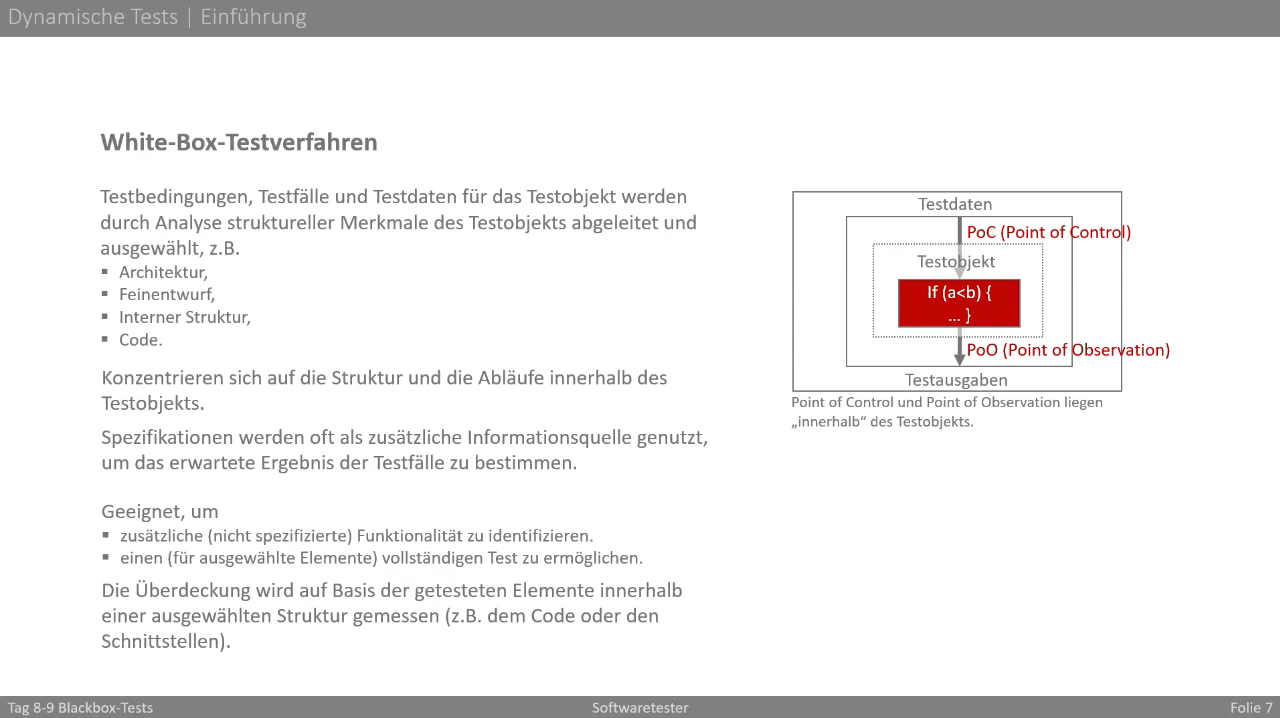 Dynamische Tests | Einführung
White-Box-Testverfahren
Testbedingungen, Testfälle und Testdaten für das Testobjekt werden
durch Analyse struktureller Merkmale des Testobjekts abgeleitet und
ausgewählt, z.B.
▪ Architektur,
▪ Feinentwurf,
▪ Interner Struktur,
▪ Code.
Konzentrieren sich auf die Struktur und die Abläufe innerhalb des
Testobjekts.
Spezifikationen werden oft als zusätzliche Informationsquelle genutzt,
um das erwartete Ergebnis der Testfälle zu bestimmen.
Geeignet, um
▪ zusätzliche (nicht spezifizierte) Funktionalität zu identifizieren.
▪ einen (für ausgewählte Elemente) vollständigen Test zu ermöglichen.
Die Überdeckung wird auf Basis der getesteten Elemente innerhalb
einer ausgewählten Struktur gemessen (z.B. dem Code oder den
Schnittstellen).
Testdaten
PoC (Point of Control)
Testobjekt
If (a<b) {
... }
PoO (Point of Observation)
Testausgaben
Point of Control und Point of Observation liegen
„innerhalb“ des Testobjekts.
Tag 8-9 Blackbox-Tests
Softwaretester
Folie 7